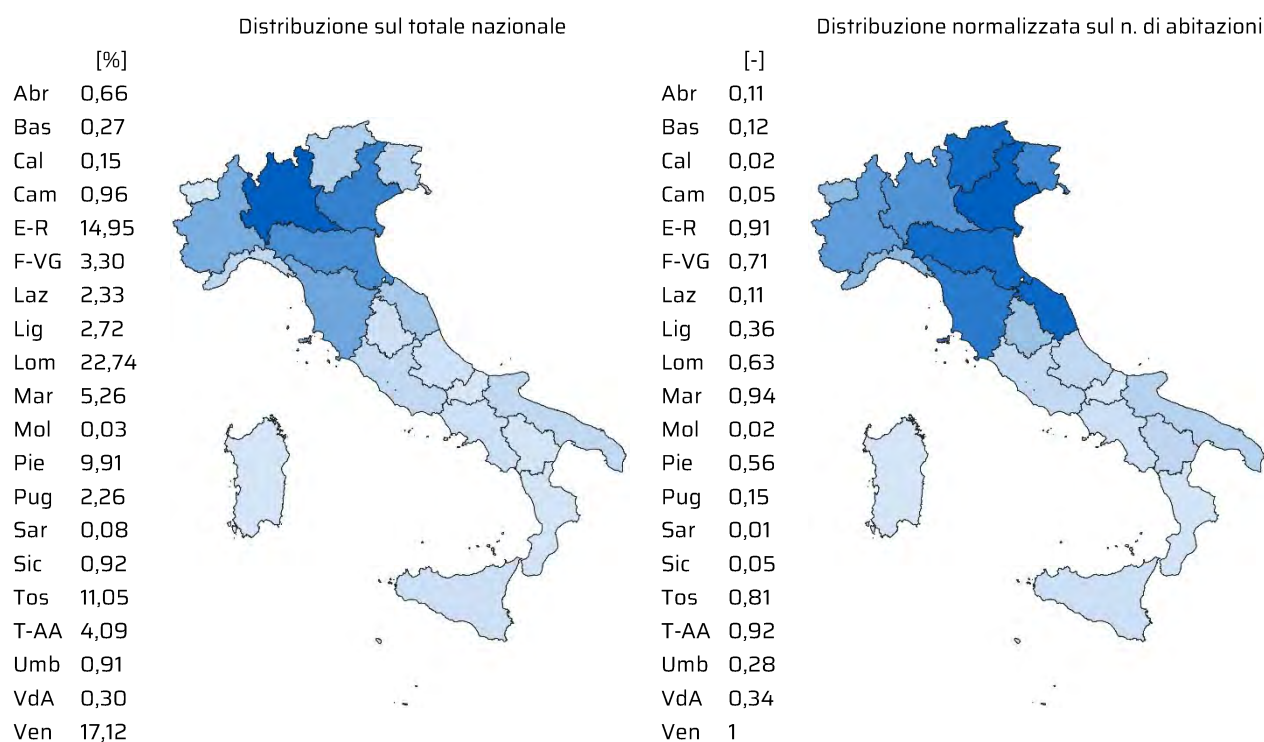 Distribuzione sul totale nazionale
[%]
Abr 0,66
Bas 0,27
Cal 0,15
Cam 0,96
E-R 14,95
F-VG 3,30
Laz 2,33
Lig 2,72
Lom 22,74
Mar 5,26
Mol 0,03
Pie 9,91
Pug 2,26
Sar 0,08
Sic 0,92
Tos 11,05
T-AA 4,09
Umb 0,91
VdA 0,30
Ven 17,12
Distribuzione normalizzata sul n. di abitazioni
[-]
Abr 0,11
Bas 0,12
Cal 0,02
Cam 0,05
E-R 0,91
F-VG 0,71
Laz 0,11
Lig 0,36
Lom 0,63
Mar 0,94
Mol 0,02
Pie 0,56
Pug 0,15
Sar 0,01
Sic 0,05
Tos 0,81
T-AA 0,92
Umb 0,28
VdA 0,34
Ven 1